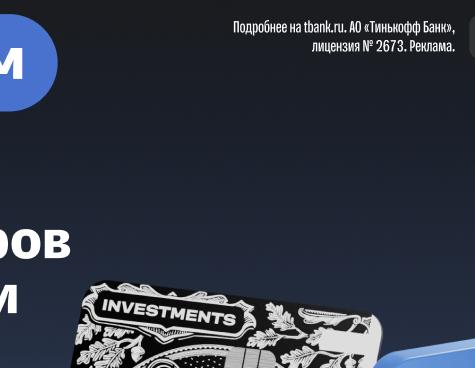 Подробнее на tbank.ru. АО «Тинькофф Банк»,
лицензия № 2673. Реклама.
INVESTMENTS